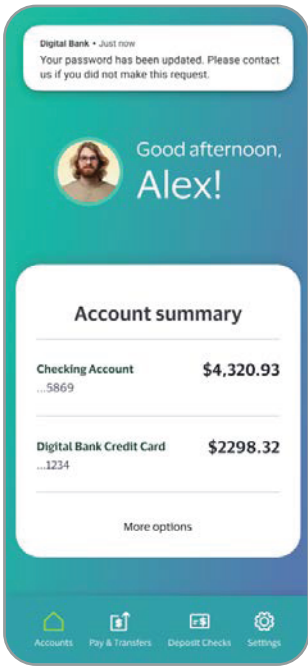 Digital Bank • Just now
Your password has been updated. Please contact
us if you did not make this request.
Good afternoon,
Alex!
Account summary
Checking Account
$4,320.93
...5869
Digital Bank Credit Card
$2298.32
...1234
More options
Accounts
Pay & Transfers
Deposit Checks
Settings